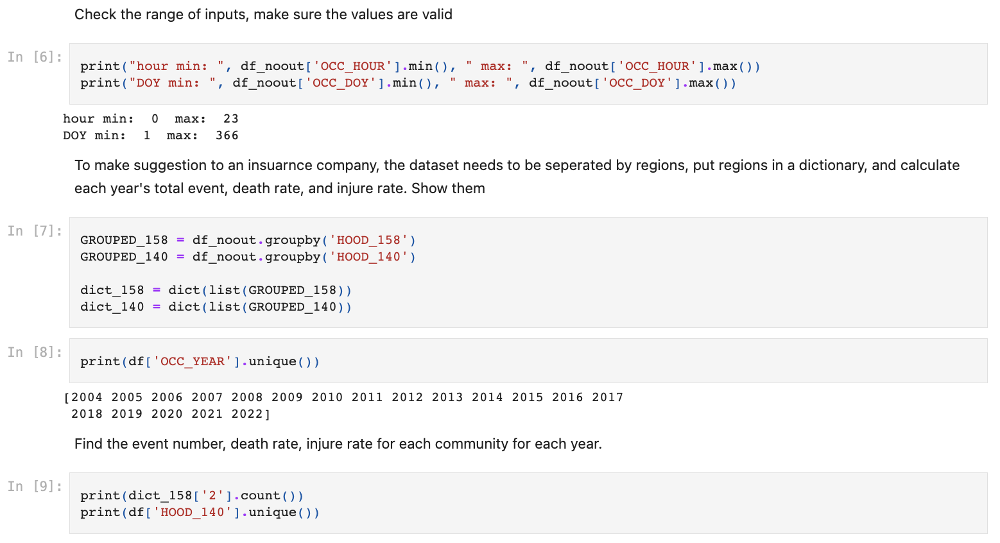 Check the range of inputs, make sure the values are valid
In [6]:
print("hour min: ", df_noout['OCC_HOUR'].min(), " max: ", df_noout['OCC_HOUR'].max())
print("DOY min: ", df_noout['OCC_DOY'].min(), " max: ", df_noout['OCC_DOY'].max())
hour min:  0  max:  23
DOY min:  1  max:  366
To make suggestion to an insuarnce company, the dataset needs to be seperated by regions, put regions in a dictionary, and calculate
each year's total event, death rate, and injure rate. Show them
In [7]:
GROUPED_158 = df_noout.groupby('HOOD_158')
GROUPED_140 = df_noout.groupby('HOOD_140')
dict_158 = dict(list(GROUPED_158))
dict_140 = dict(list(GROUPED_140))
In [8]:
print(df['OCC_YEAR'].unique())
[2004 2005 2006 2007 2008 2009 2010 2011 2012 2013 2014 2015 2016 2017
2018 2019 2020 2021 2022]
Find the event number, death rate, injure rate for each community for each year.
In [9]:
print(dict_158['2'].count())
print(df['HOOD_140'].unique())